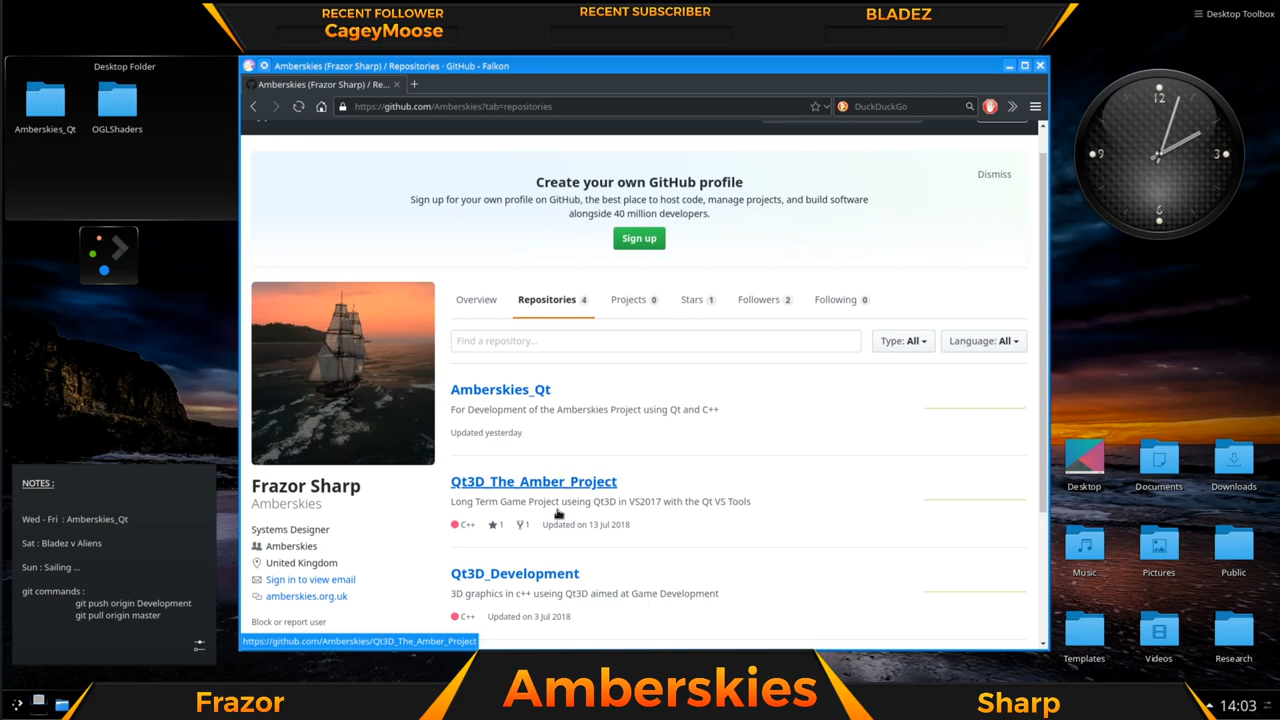 RECENT FOLLOWER
CageyMoose
RECENT SUBSCRIBER
BLADEZ
Desktop Toolbox
Desktop Folder
Amberskies_Qt
OGLShaders
Amberskies (Frazor Sharp) / Repositories · GitHub - Falkon
Amberskies (Frazor Sharp) / Re...
https://github.com/Amberskies?tab=repositories
DuckDuckGo
12
9
3
6
Create your own GitHub profile
Dismiss
Sign up for your own profile on GitHub, the best place to host code, manage projects, and build software
alongside 40 million developers.
Sign up
Overview
Repositories 4
Projects 0
Stars 1
Followers 2
Following 0
Find a repository...
Type: All
Language: All
Amberskies_Qt
For Development of the Amberskies Project using Qt and C++
Updated yesterday
Qt3D_The_Amber_Project
Long Term Game Project useing Qt3D in VS2017 with the Qt VS Tools
C++ 1 1 Updated on 13 Jul 2018
Qt3D_Development
3D graphics in c++ useing Qt3D aimed at Game Development
C++ Updated on 3 Jul 2018
Frazor Sharp
Amberskies
Systems Designer
Amberskies
United Kingdom
Sign in to view email
amberskies.org.uk
Block or report user
https://github.com/Amberskies/Qt3D_The_Amber_Project
NOTES :
Wed - Fri : Amberskies_Qt
Sat : Bladez v Aliens
Sun : Sailing ...
git commands :
git push origin Development
git pull origin master
Desktop
Documents
Downloads
Music
Pictures
Public
Templates
Videos
Research
Frazor
Amberskies
Sharp
14:03